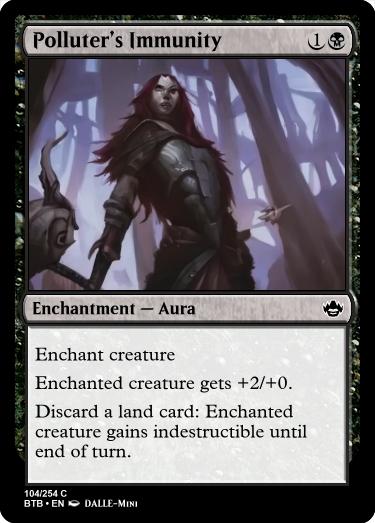 Polluter's Immunity 1
Enchantment — Aura
Enchant creature
Enchanted creature gets +2/+0.
Discard a land card: Enchanted
creature gains indestructible until
end of turn.
104/254 C
BTB • EN DALLE-Mini